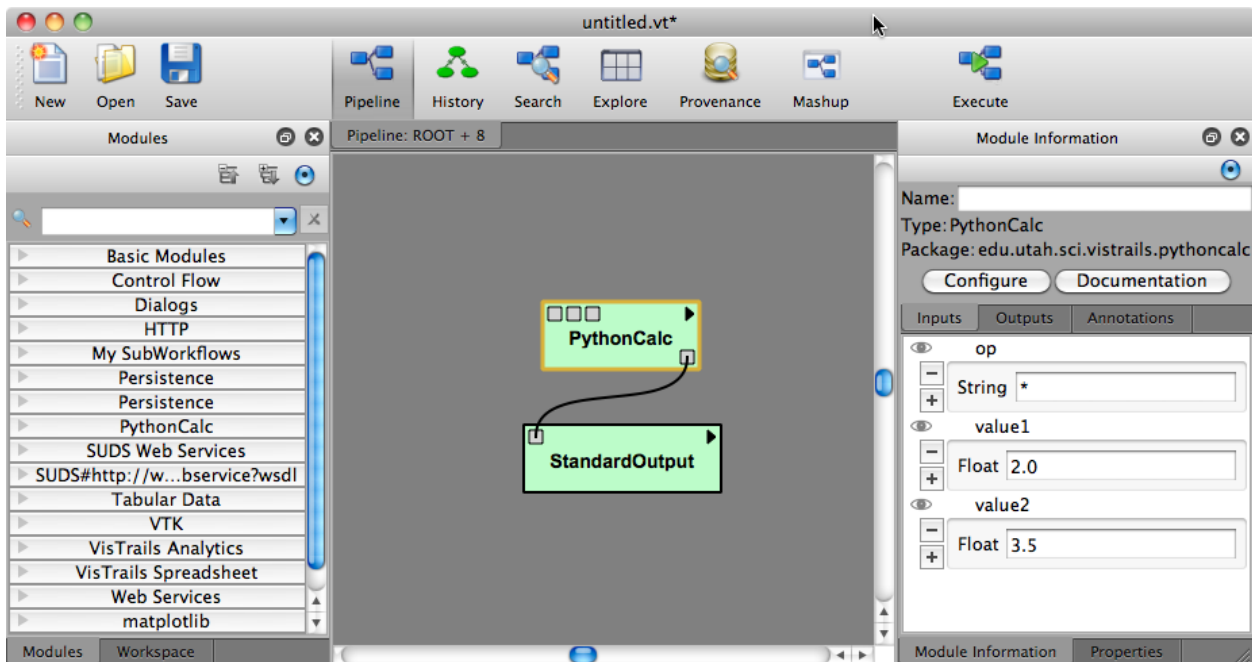 untitled.vt*
New Open Save Pipeline History Search Explore Provenance Mashup Execute
Modules
Basic Modules
Control Flow
Dialogs
HTTP
My SubWorkflows
Persistence
Persistence
PythonCalc
SUDS Web Services
SUDS#http://w...bservice?wsdl
Tabular Data
VTK
VisTrails Analytics
VisTrails Spreadsheet
Web Services
matplotlib
Modules Workspace
Pipeline: ROOT + 8
PythonCalc
StandardOutput
Module Information
Name:
Type: PythonCalc
Package: edu.utah.sci.vistrails.pythoncalc
Configure Documentation
Inputs Outputs Annotations
op
String *
value1
Float 2.0
value2
Float 3.5
Module Information Properties